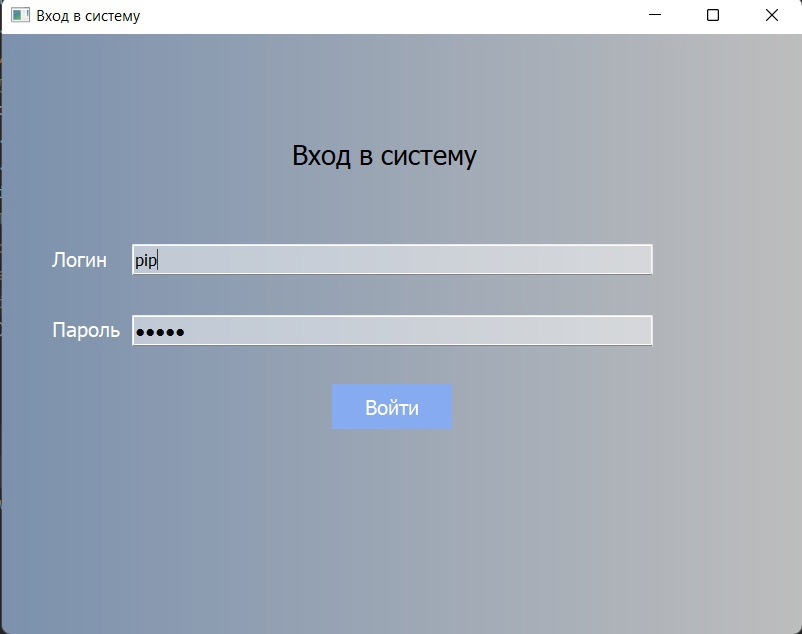 Вход в систему
Вход в систему
Логин pip
Пароль •••••
Войти